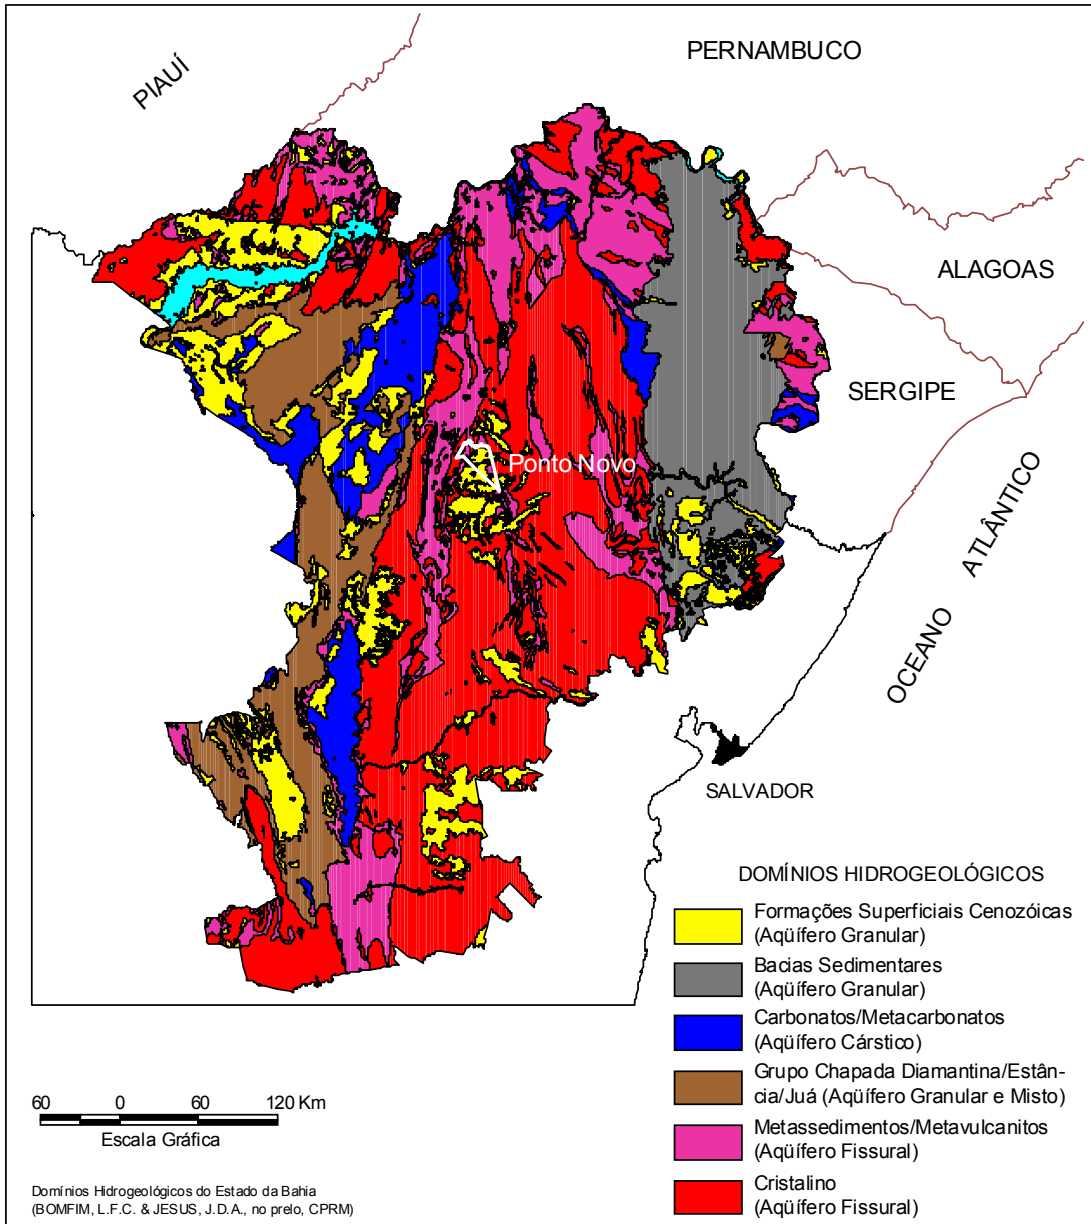 PIAUÍ
PERNAMBUCO
ALAGOAS
SERGIPE
Ponto Novo
OCEANO ATLÂNTICO
SALVADOR
DOMÍNIOS HIDROGEOLÓGICOS
Formações Superficiais Cenozóicas
(Aqüífero Granular)
Bacias Sedimentares
(Aqüífero Granular)
Carbonatos/Metacarbonatos
(Aqüífero Cárstico)
Grupo Chapada Diamantina/Estân-
cia/Juá (Aqüífero Granular e Misto)
Metassedimentos/Metavulcanitos
(Aqüífero Fissural)
Cristalino
(Aqüífero Fissural)
60 0 60 120 Km
Escala Gráfica
Domínios Hidrogeológicos do Estado da Bahia
(BOMFIM, L.F.C. & JESUS, J.D.A., no prelo, CPRM)